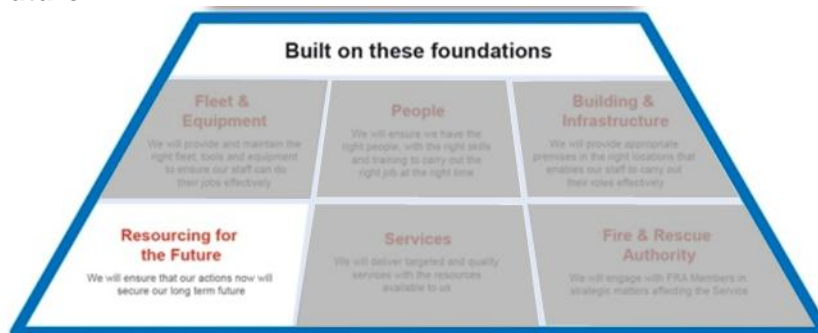 Built on these foundations
Fleet &
Equipment
We will provide and maintain the
right fleet, tools and equipment
to ensure our staff can do
their jobs effectively
People
We will ensure we have the
right people, with the right skills
and training to carry out the
right job at the right time
Building &
Infrastructure
We will provide appropriate
premises in the right locations that
enables our staff to carry out
their roles effectively
Resourcing for
the Future
We will ensure that our actions now will
secure our long term future
Services
We will deliver targeted and quality
services with the resources
available to us
Fire & Rescue
Authority
We will engage with FRA Members in
strategic matters affecting the Service